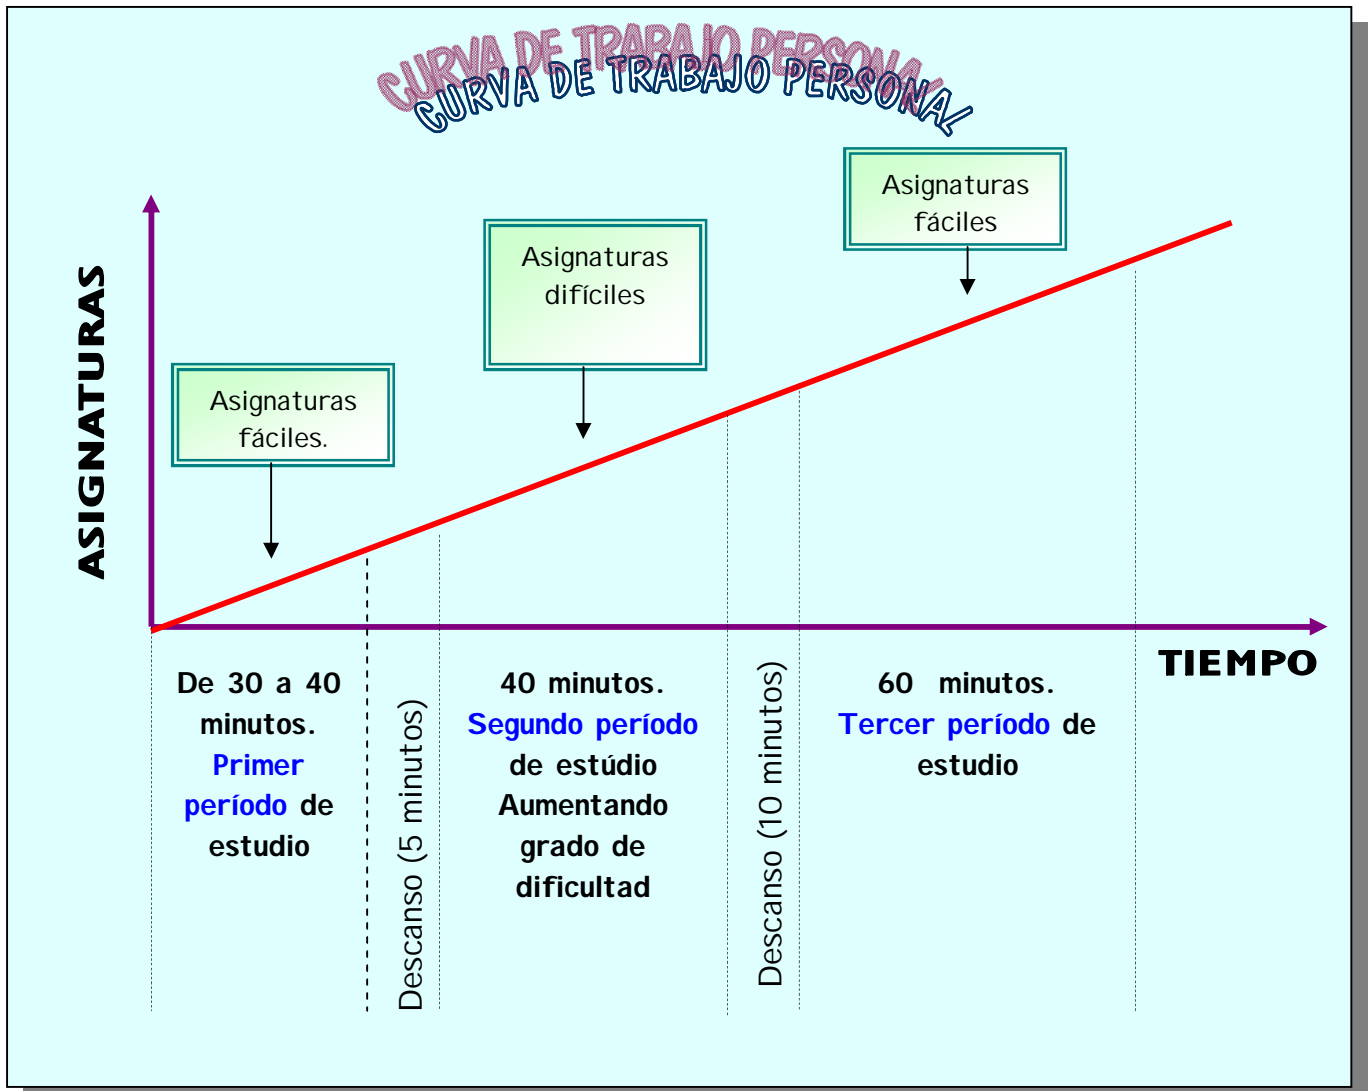 CURVA DE TRABAJO PERSONAL
Asignaturas
fáciles
Asignaturas
difíciles
Asignaturas
fáciles.
ASIGNATURAS
TIEMPO
De 30 a 40
minutos.
Primer
período de
estudio
Descanso (5 minutos)
40 minutos.
Segundo período
de estúdio
Aumentando
grado de
dificultad
Descanso (10 minutos)
60 minutos.
Tercer período de
estudio